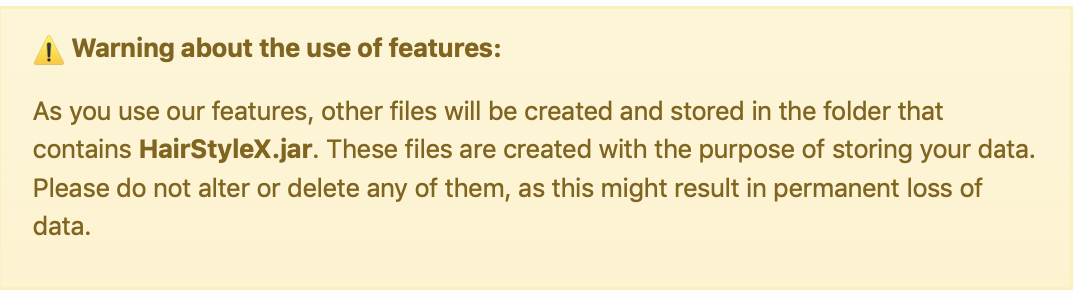 ⚠️ Warning about the use of features:
As you use our features, other files will be created and stored in the folder that
contains HairStyleX.jar. These files are created with the purpose of storing your data.
Please do not alter or delete any of them, as this might result in permanent loss of
data.